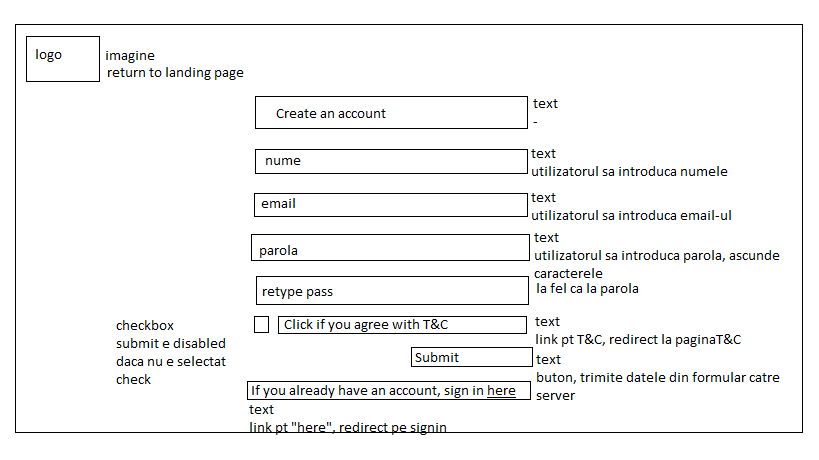 logo
imagine
return to landing page
Create an account
text
-
nume
text
utilizatorul sa introduca numele
email
text
utilizatorul sa introduca email-ul
parola
text
utilizatorul sa introduca parola, ascunde
caracterele
retype pass
la fel ca la parola
checkbox
submit e disabled
daca nu e selectat
check
Click if you agree with T&C
text
link pt T&C, redirect la paginaT&C
Submit
text
buton, trimite datele din formular catre
server
If you already have an account, sign in here
text
link pt "here", redirect pe signin